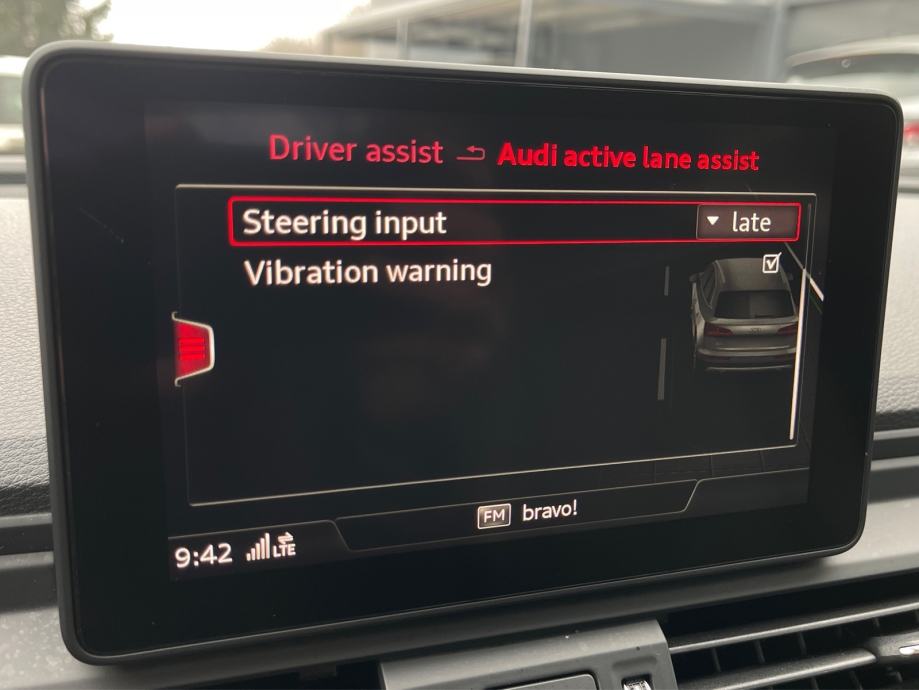 Driver assist Audi active lane assist
Steering input late
Vibration warning
FM bravo!
9:42 LTE